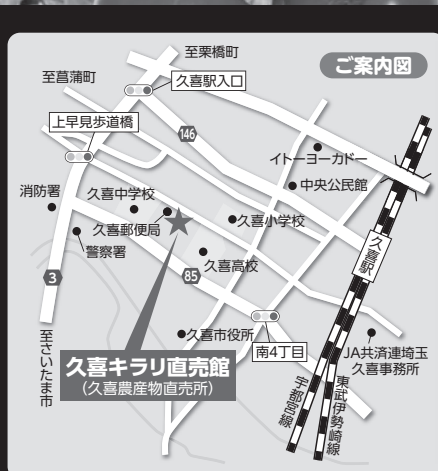 ご案内図
至栗橋町
至菖蒲町
久喜駅入口
上早見歩道橋
146
イトーヨーカドー
中央公民館
消防署
久喜中学校
久喜郵便局
久喜小学校
久喜駅
警察署
久喜高校
3
85
久喜市役所
南4丁目
至さいたま市
久喜キラリ直売館
(久喜農産物直売所)
JA共済連埼玉
久喜事務所
宇都宮線
東武伊勢崎線